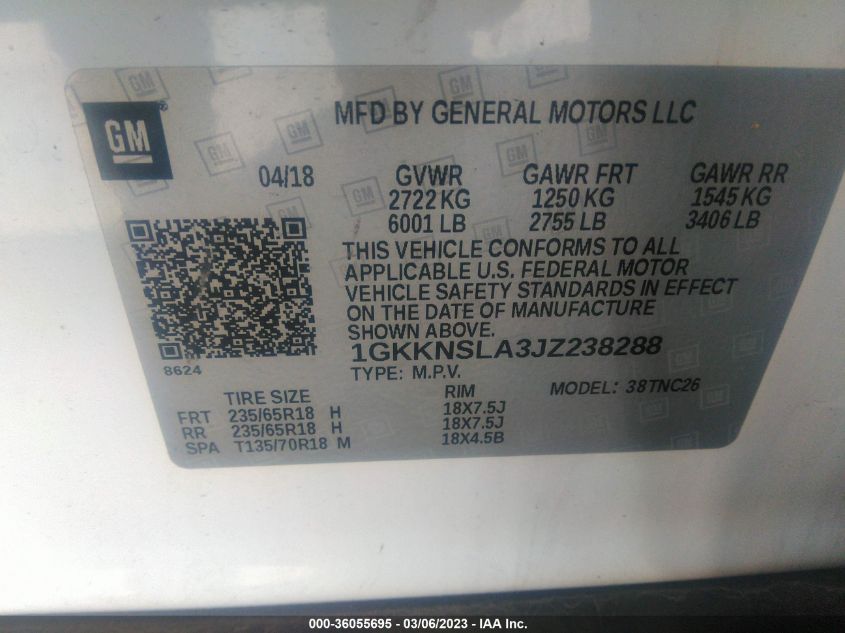 GM
MFD BY GENERAL MOTORS LLC
04/18
GVWR
2722 KG
6001 LB
GAWR FRT
1250 KG
2755 LB
GAWR RR
1545 KG
3406 LB
THIS VEHICLE CONFORMS TO ALL
APPLICABLE U.S. FEDERAL MOTOR
VEHICLE SAFETY STANDARDS IN EFFECT
ON THE DATE OF MANUFACTURE
SHOWN ABOVE.
1GKKNSLA3JZ238288
8624
TYPE: M.P.V.
MODEL: 38TNC26
TIRE SIZE RIM
FRT 235/65R18 H 18X7.5J
RR 235/65R18 H 18X7.5J
SPA T135/70R18 M 18X4.5B
000-36055695 - 03/06/2023 - IAA Inc.